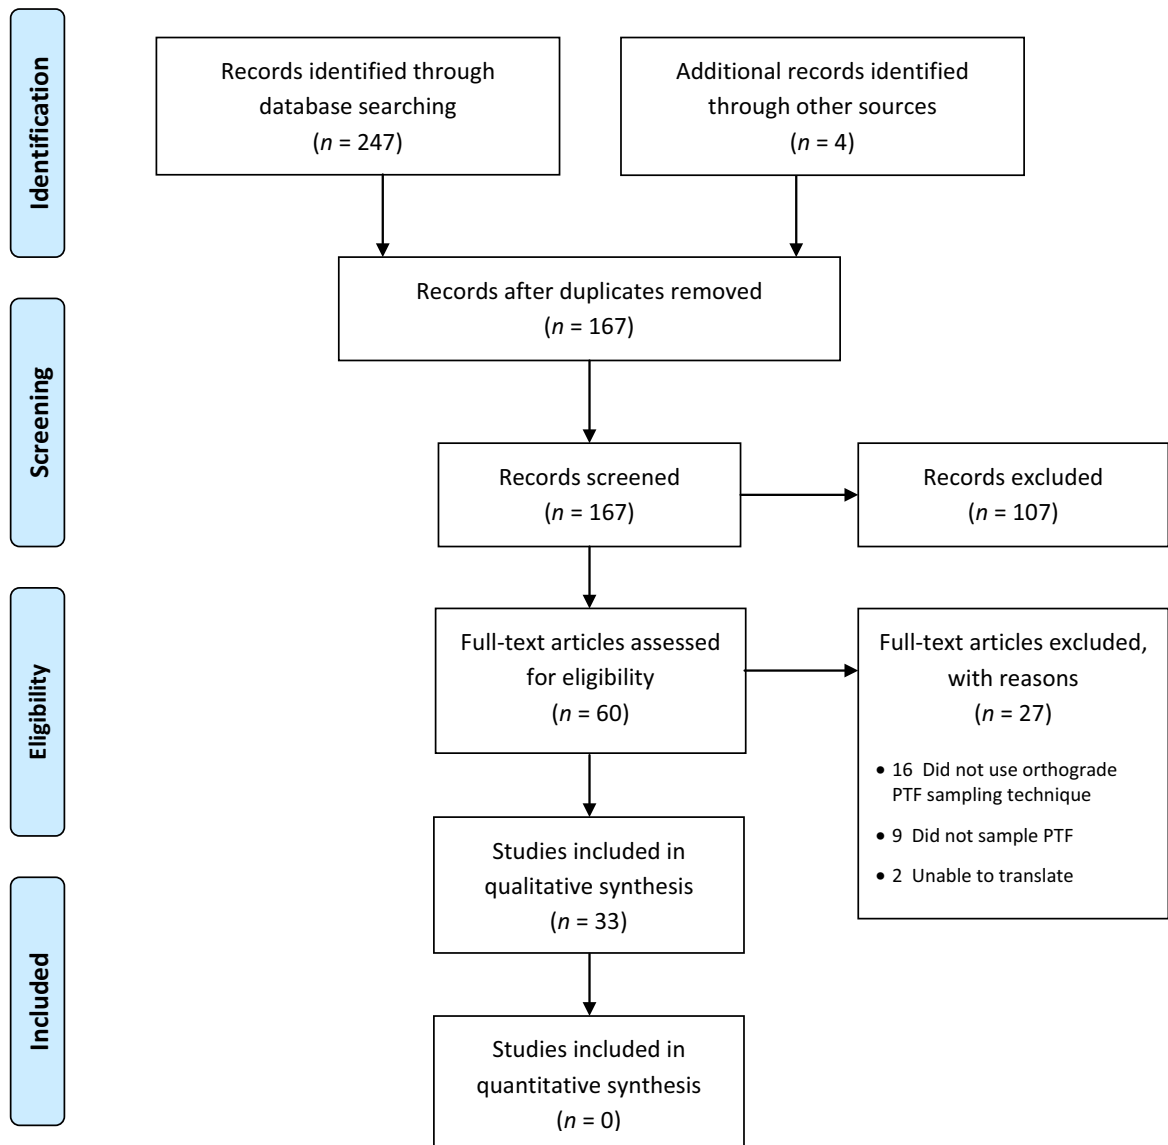 Identification
Records identified through
database searching
(n = 247)
Additional records identified
through other sources
(n = 4)
Records after duplicates removed
(n = 167)
Screening
Records screened
(n = 167)
Records excluded
(n = 107)
Eligibility
Full-text articles assessed
for eligibility
(n = 60)
Full-text articles excluded,
with reasons
(n = 27)
• 16 Did not use orthograde
PTF sampling technique
• 9 Did not sample PTF
• 2 Unable to translate
Included
Studies included in
qualitative synthesis
(n = 33)
Studies included in
quantitative synthesis
(n = 0)